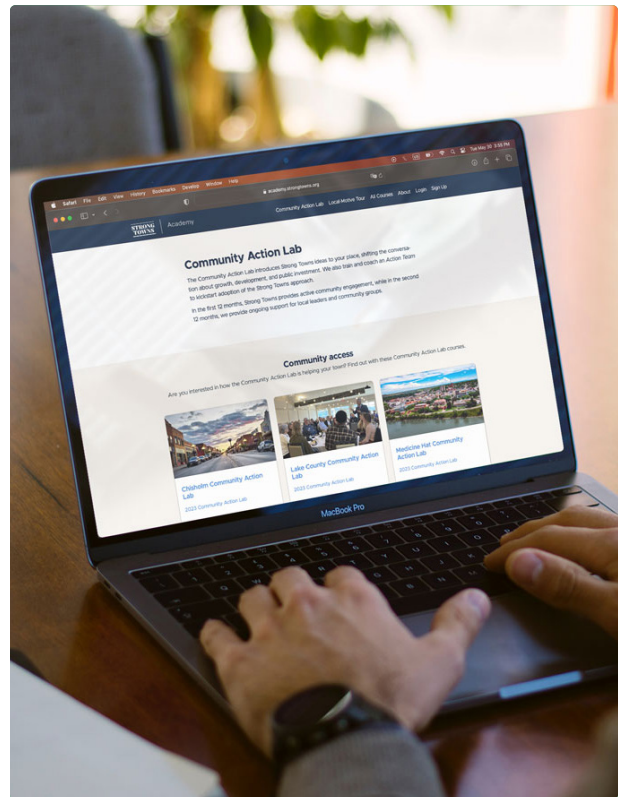 Safari File Edit View History Bookmarks Develop Window Help
Tue May 30 3:55 PM
academy.strongtowns.org
STRONG
TOWNS
Academy
Community Action Lab Local-Motive Tour All Courses About Login Sign Up
Community Action Lab
The Community Action Lab introduces Strong Towns ideas to your place, shifting the conversa-
tion about growth, development, and public investment. We also train and coach an Action Team
to kickstart adoption of the Strong Towns approach.
In the first 12 months, Strong Towns provides active community engagement, while in the second
12 months, we provide ongoing support for local leaders and community groups.
Community access
Are you interested in how the Community Action Lab is helping your town? Find out with these Community Action Lab courses.
Chisholm Community Action
Lab
2023 Community Action Lab
Lake County Community Action
Lab
2023 Community Action Lab
Medicine Hat Community
Action Lab
2023 Community Action Lab
MacBook Pro